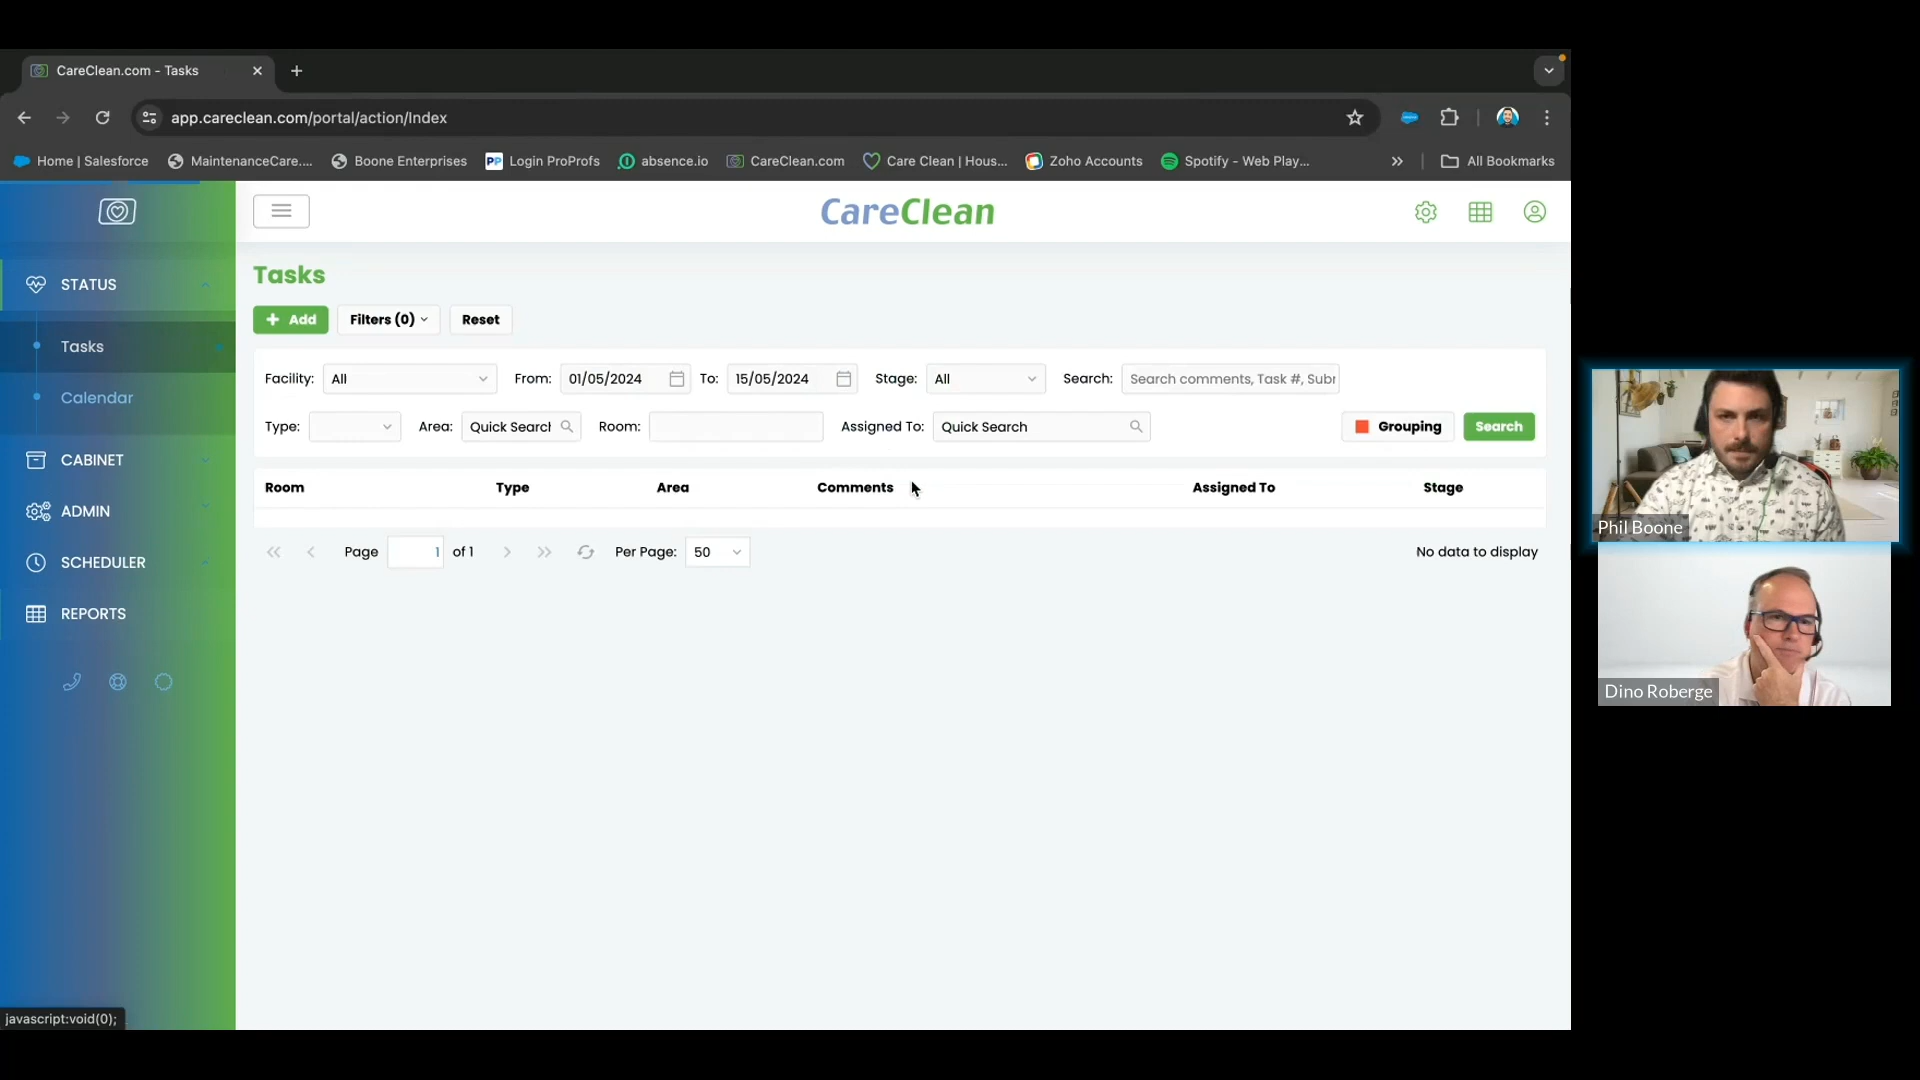 CareClean.com - Tasks
app.careclean.com/portal/action/Index
Home | Salesforce
MaintenanceCare....
Boone Enterprises
PP
Login ProProfs
absence.io
CareClean.com
Care Clean | Hous...
Zoho Accounts
Spotify - Web Play...
»
All Bookmarks
CareClean
STATUS
Tasks
Calendar
CABINET
ADMIN
SCHEDULER
REPORTS
Tasks
+ Add
Filters (0)
Reset
Facility: All
From: 01/05/2024
To: 15/05/2024
Stage: All
Search: Search comments, Task #, Subr
Type:
Area: Quick Search
Room:
Assigned To: Quick Search
Grouping
Search
Room Type Area Comments Assigned To Stage
Page 1 of 1
Per Page: 50
No data to display
javascript:void(0);
Phil Boone
Dino Roberge